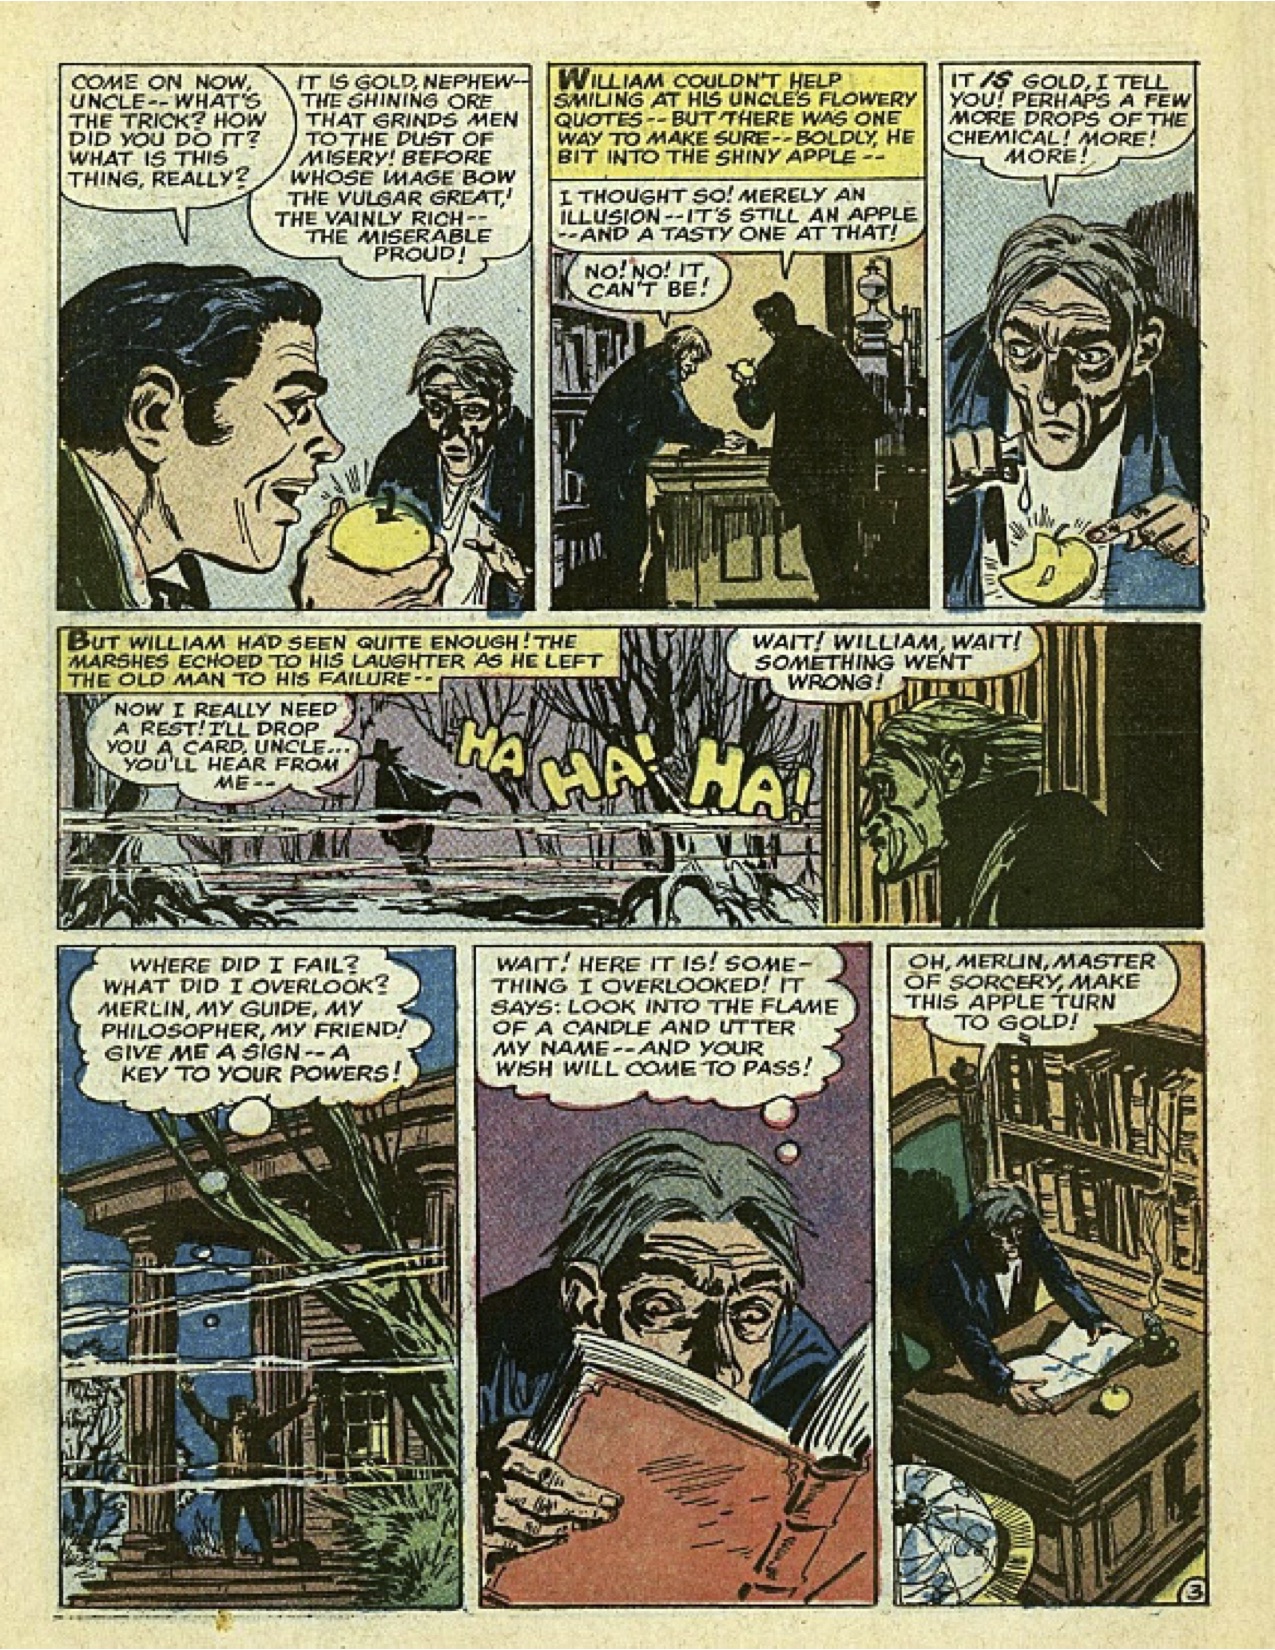 COME ON NOW,
UNCLE--WHAT'S
THE TRICK? HOW
DID YOU DO IT?
WHAT IS THIS
THING, REALLY?
IT IS GOLD, NEPHEW--
THE SHINING ORE
THAT GRINDS MEN
TO THE DUST OF
MISERY! BEFORE
WHOSE IMAGE BOW
THE VULGAR GREAT,
THE VAINLY RICH--
THE MISERABLE
PROUD!
WILLIAM COULDN'T HELP
SMILING AT HIS UNCLE'S FLOWERY
QUOTES--BUT THERE WAS ONE
WAY TO MAKE SURE--BOLDLY, HE
BIT INTO THE SHINY APPLE--
I THOUGHT SO! MERELY AN
ILLUSION--IT'S STILL AN APPLE
--AND A TASTY ONE AT THAT!
NO! NO! IT
CAN'T BE!
IT IS GOLD, I TELL
YOU! PERHAPS A FEW
MORE DROPS OF THE
CHEMICAL! MORE!
MORE!
BUT WILLIAM HAD SEEN QUITE ENOUGH! THE
MARSHES ECHOED TO HIS LAUGHTER AS HE LEFT
THE OLD MAN TO HIS FAILURE--
NOW I REALLY NEED
A REST! I'LL DROP
YOU A CARD, UNCLE...
YOU'LL HEAR FROM
ME--
HA HA! HA!
WAIT! WILLIAM, WAIT!
SOMETHING WENT
WRONG!
WHERE DID I FAIL?
WHAT DID I OVERLOOK?
MERLIN, MY GUIDE, MY
PHILOSOPHER, MY FRIEND!
GIVE ME A SIGN--A
KEY TO YOUR POWERS!
WAIT! HERE IT IS! SOME-
THING I OVERLOOKED! IT
SAYS: LOOK INTO THE FLAME
OF A CANDLE AND UTTER
MY NAME--AND YOUR
WISH WILL COME TO PASS!
OH, MERLIN, MASTER
OF SORCERY, MAKE
THIS APPLE TURN
TO GOLD!
3